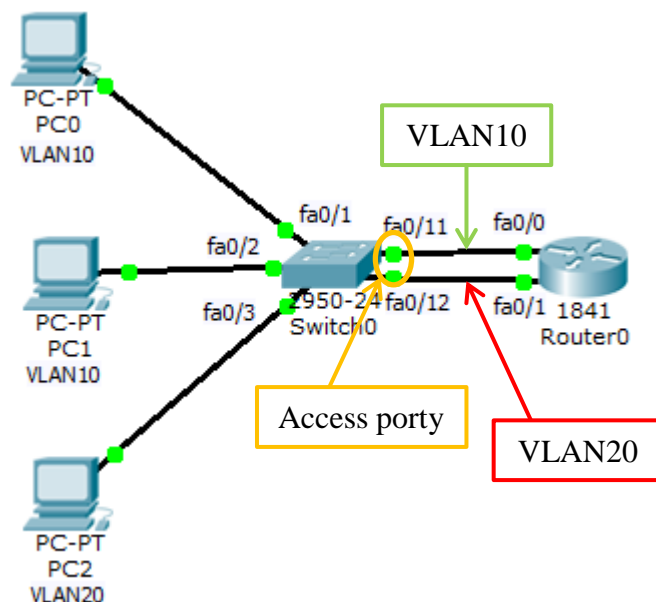 PC-PT
PC0
VLAN10
VLAN10
fa0/1
fa0/11
fa0/0
fa0/2
PC-PT
PC1
VLAN10
fa0/3
2950-24
Switch0
fa0/12
fa0/1
1841
Router0
Access porty
VLAN20
PC-PT
PC2
VLAN20